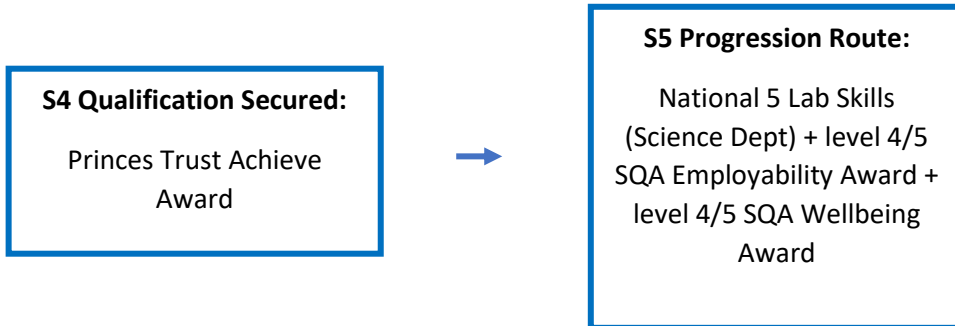 S4 Qualification Secured:
Princes Trust Achieve
Award
S5 Progression Route:
National 5 Lab Skills
(Science Dept) + level 4/5
SQA Employability Award +
level 4/5 SQA Wellbeing
Award